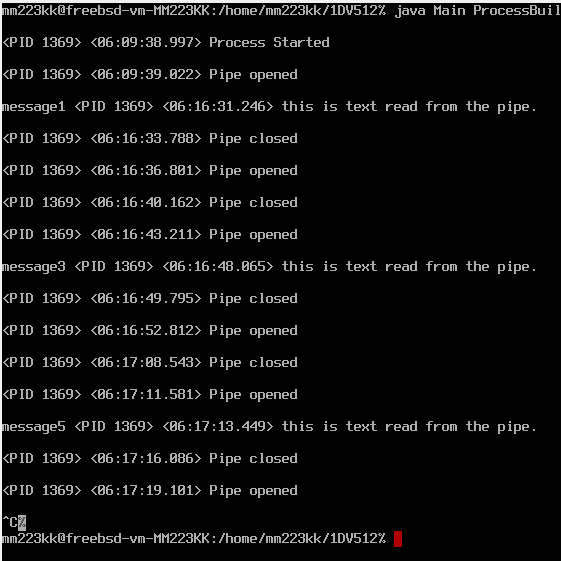 mm223kk@freebsd-vm-MM223KK:/home/mm223kk/1DV512% java Main ProcessBuil
<PID 1369> <06:09:38.997> Process Started
<PID 1369> <06:09:39.022> Pipe opened
message1 <PID 1369> <06:16:31.246> this is text read from the pipe.
<PID 1369> <06:16:33.788> Pipe closed
<PID 1369> <06:16:36.801> Pipe opened
<PID 1369> <06:16:40.162> Pipe closed
<PID 1369> <06:16:43.211> Pipe opened
message3 <PID 1369> <06:16:48.065> this is text read from the pipe.
<PID 1369> <06:16:49.795> Pipe closed
<PID 1369> <06:16:52.812> Pipe opened
<PID 1369> <06:17:08.543> Pipe closed
<PID 1369> <06:17:11.581> Pipe opened
message5 <PID 1369> <06:17:13.449> this is text read from the pipe.
<PID 1369> <06:17:16.086> Pipe closed
<PID 1369> <06:17:19.101> Pipe opened
^C%
mm223kk@freebsd-vm-MM223KK:/home/mm223kk/1DV512%